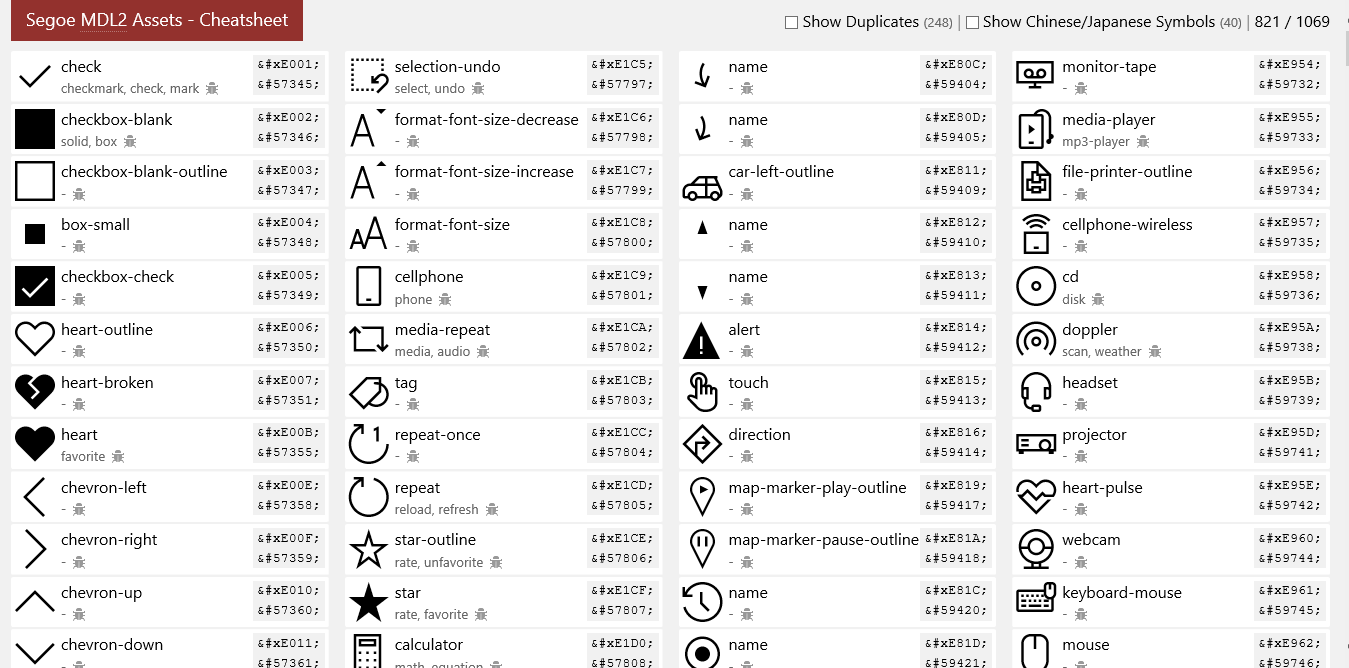 Segoe MDL2 Assets - Cheatsheet
Show Duplicates (248) | Show Chinese/Japanese Symbols (40) | 821 / 1069
check
checkmark, check, mark
&#xE001;
&#57345;
checkbox-blank
solid, box
&#xE002;
&#57346;
checkbox-blank-outline
-
&#xE003;
&#57347;
box-small
-
&#xE004;
&#57348;
checkbox-check
-
&#xE005;
&#57349;
heart-outline
-
&#xE006;
&#57350;
heart-broken
-
&#xE007;
&#57351;
heart
favorite
&#xE00B;
&#57355;
chevron-left
-
&#xE00E;
&#57358;
chevron-right
-
&#xE00F;
&#57359;
chevron-up
-
&#xE010;
&#57360;
chevron-down
-
&#xE011;
&#57361;
selection-undo
select, undo
&#xE1C5;
&#57797;
format-font-size-decrease
-
&#xE1C6;
&#57798;
format-font-size-increase
-
&#xE1C7;
&#57799;
format-font-size
-
&#xE1C8;
&#57800;
cellphone
phone
&#xE1C9;
&#57801;
media-repeat
media, audio
&#xE1CA;
&#57802;
tag
-
&#xE1CB;
&#57803;
repeat-once
-
&#xE1CC;
&#57804;
repeat
reload, refresh
&#xE1CD;
&#57805;
star-outline
rate, unfavorite
&#xE1CE;
&#57806;
star
rate, favorite
&#xE1CF;
&#57807;
calculator
math, equation
&#xE1D0;
&#57808;
name
-
&#xE80C;
&#59404;
name
-
&#xE80D;
&#59405;
car-left-outline
-
&#xE811;
&#59409;
name
-
&#xE812;
&#59410;
name
-
&#xE813;
&#59411;
alert
-
&#xE814;
&#59412;
touch
-
&#xE815;
&#59413;
direction
-
&#xE816;
&#59414;
map-marker-play-outline
-
&#xE819;
&#59417;
map-marker-pause-outline
-
&#xE81A;
&#59418;
name
-
&#xE81C;
&#59420;
name
-
&#xE81D;
&#59421;
monitor-tape
-
&#xE954;
&#59732;
media-player
mp3-player
&#xE955;
&#59733;
file-printer-outline
-
&#xE956;
&#59734;
cellphone-wireless
-
&#xE957;
&#59735;
cd
disk
&#xE958;
&#59736;
doppler
scan, weather
&#xE95A;
&#59738;
headset
-
&#xE95B;
&#59739;
projector
-
&#xE95D;
&#59741;
heart-pulse
-
&#xE95E;
&#59742;
webcam
-
&#xE960;
&#59744;
keyboard-mouse
-
&#xE961;
&#59745;
mouse
-
&#xE962;
&#59746;